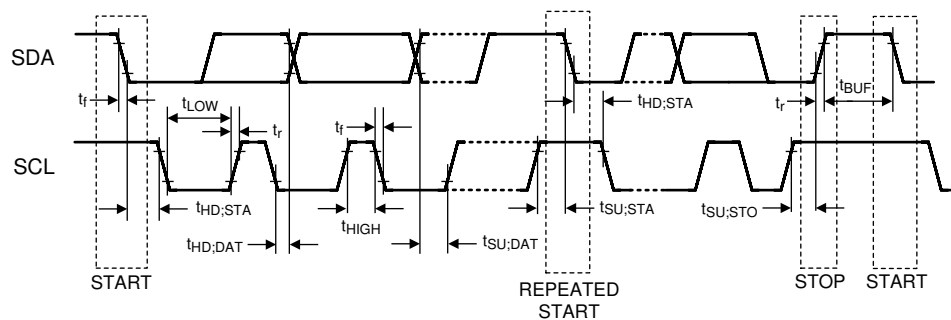 SDA
tf
tLOW
tr
tf
tHD;STA
tr
tBUF
SCL
tHD;STA
tHD;DAT
tHIGH
tSU;DAT
tSU;STA
tSU;STO
START
REPEATED
START
STOP
START